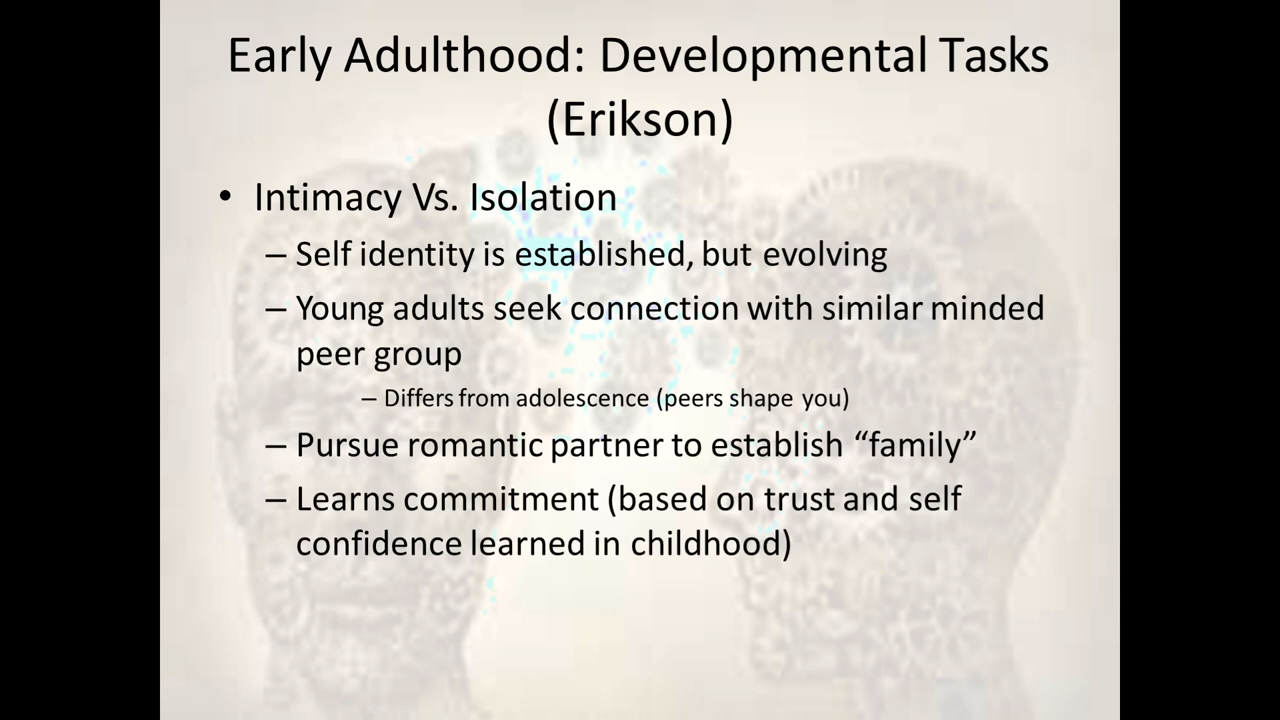 Early Adulthood: Developmental Tasks
(Erikson)
• Intimacy Vs. Isolation
– Self identity is established, but evolving
– Young adults seek connection with similar minded
peer group
– Differs from adolescence (peers shape you)
– Pursue romantic partner to establish “family”
– Learns commitment (based on trust and self
confidence learned in childhood)